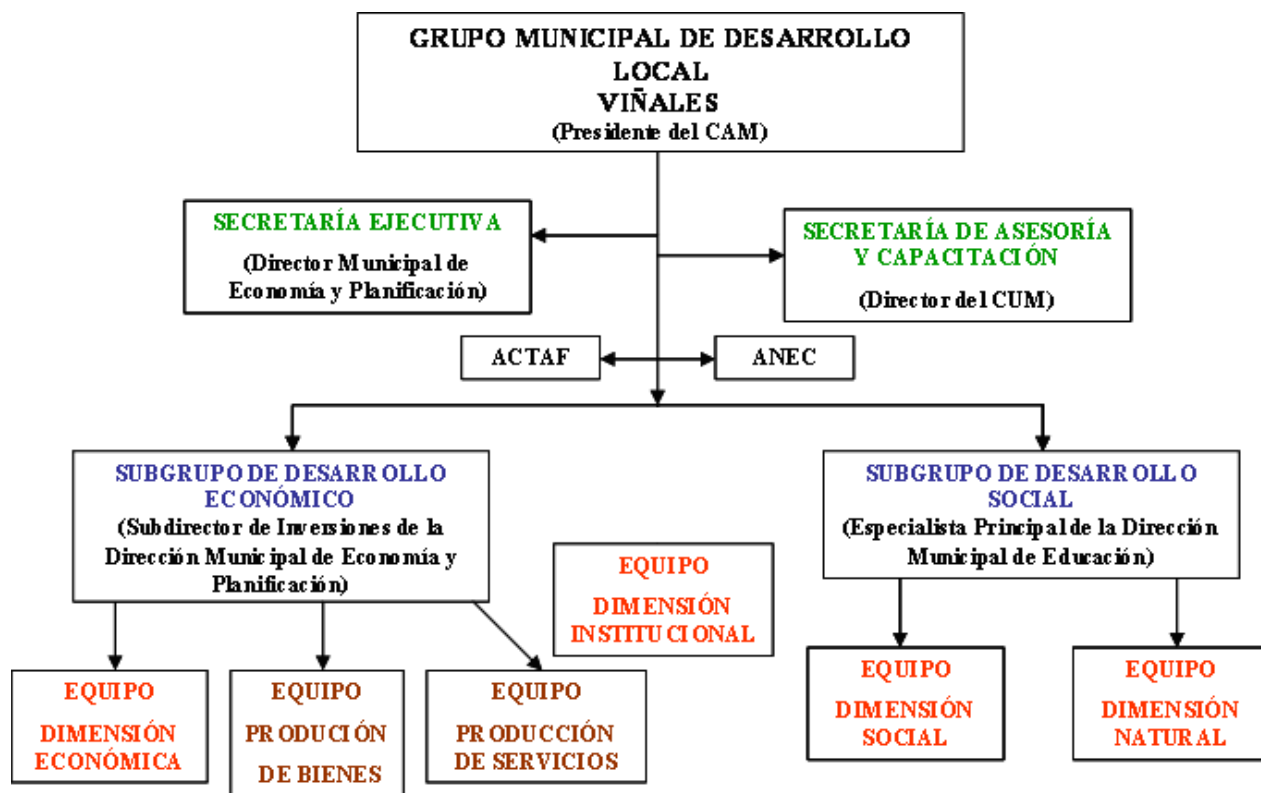 GRUPO MUNICIPAL DE DESARROLLO
LOCAL
VIÑALES
(Presidente del CAM)
SECRETARÍA EJECUTIVA
(Director Municipal de
Economía y Planificación)
SECRETARÍA DE ASESORÍA
Y CAPACITACIÓN
(Director del CUM)
ACTAF
ANEC
SUBGRUPO DE DESARROLLO
ECONÓMICO
(Subdirector de Inversiones de la
Dirección Municipal de Economía y
Planificación)
SUBGRUPO DE DESARROLLO
SOCIAL
(Especialista Principal de la Dirección
Municipal de Educación)
EQUIPO
DIMENSIÓN
INSTITUCIONAL
EQUIPO
DIMENSIÓN
ECONÓMICA
EQUIPO
PRODUCIÓN
DE BIENES
EQUIPO
PRODUCCIÓN
DE SERVICIOS
EQUIPO
DIMENSIÓN
SOCIAL
EQUIPO
DIMENSIÓN
NATURAL